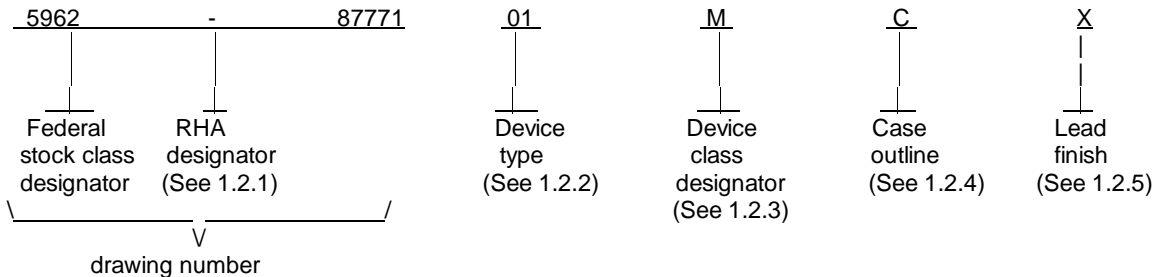 5962 - 87771 01 M C X
Federal stock class designator
RHA designator (See 1.2.1)
Device type (See 1.2.2)
Device class designator (See 1.2.3)
Case outline (See 1.2.4)
Lead finish (See 1.2.5)
drawing number